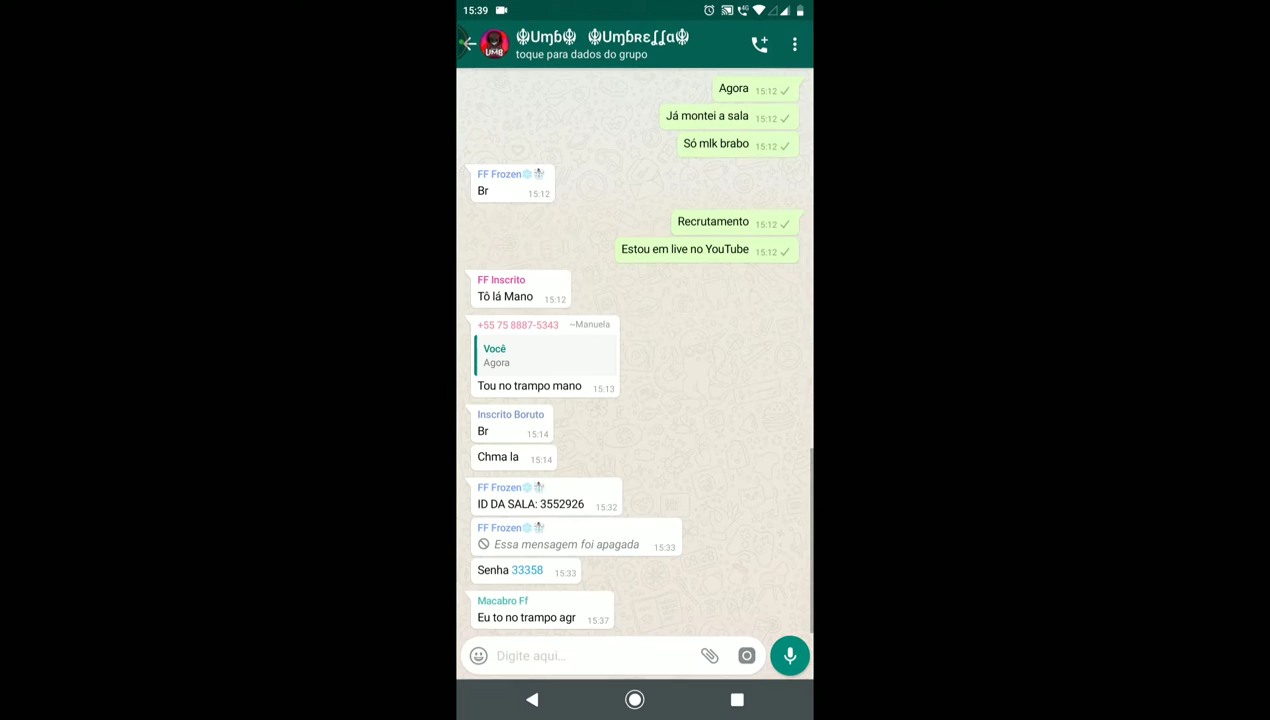 15:39
4G
☬Umb☬ ☬Umbʀɛʆʆɑ☬
UMB
toque para dados do grupo
Agora 15:12
Já montei a sala 15:12
Só mlk brabo 15:12
FF Frozen❄☃
Br 15:12
Recrutamento 15:12
Estou em live no YouTube 15:12
FF Inscrito
Tô lá Mano 15:12
+55 75 8887-5343 ~Manuela
Você
Agora
Tou no trampo mano 15:13
Inscrito Boruto
Br 15:14
Chma la 15:14
FF Frozen❄☃
ID DA SALA: 3552926 15:32
FF Frozen❄☃
Essa mensagem foi apagada 15:33
Senha 33358 15:33
Macabro Ff
Eu to no trampo agr 15:37
Digite aqui...